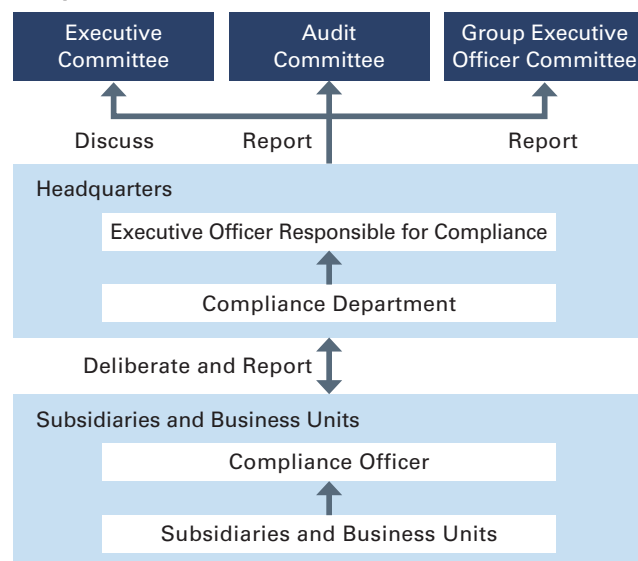 Executive
Committee
Audit
Committee
Group Executive
Officer Committee
Discuss
Report
Report
Headquarters
Executive Officer Responsible for Compliance
Compliance Department
Deliberate and Report
Subsidiaries and Business Units
Compliance Officer
Subsidiaries and Business Units